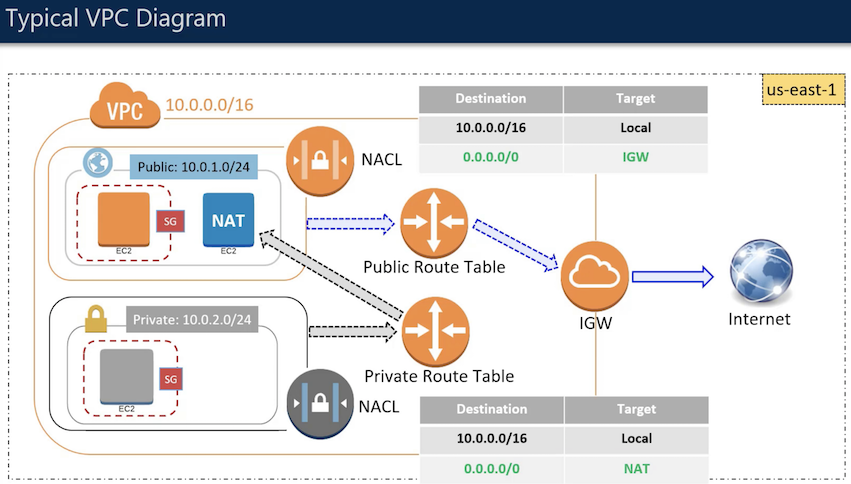 Typical VPC Diagram
us-east-1
VPC
10.0.0.0/16
Destination Target
10.0.0.0/16 Local
0.0.0.0/0 IGW
NACL
Public: 10.0.1.0/24
SG
NAT
EC2
EC2
Public Route Table
IGW
Internet
Private: 10.0.2.0/24
SG
EC2
Private Route Table
NACL
Destination Target
10.0.0.0/16 Local
0.0.0.0/0 NAT